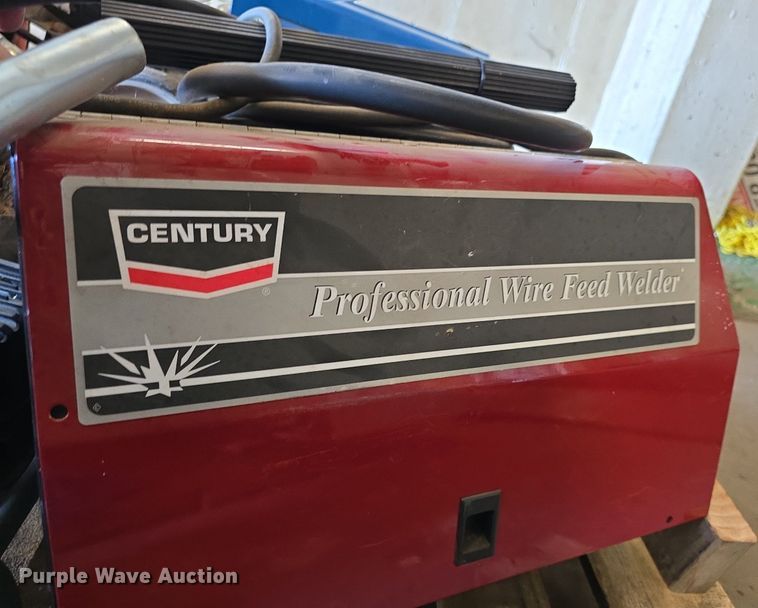 CENTURY
®
Professional Wire Feed Welder
Purple Wave Auction